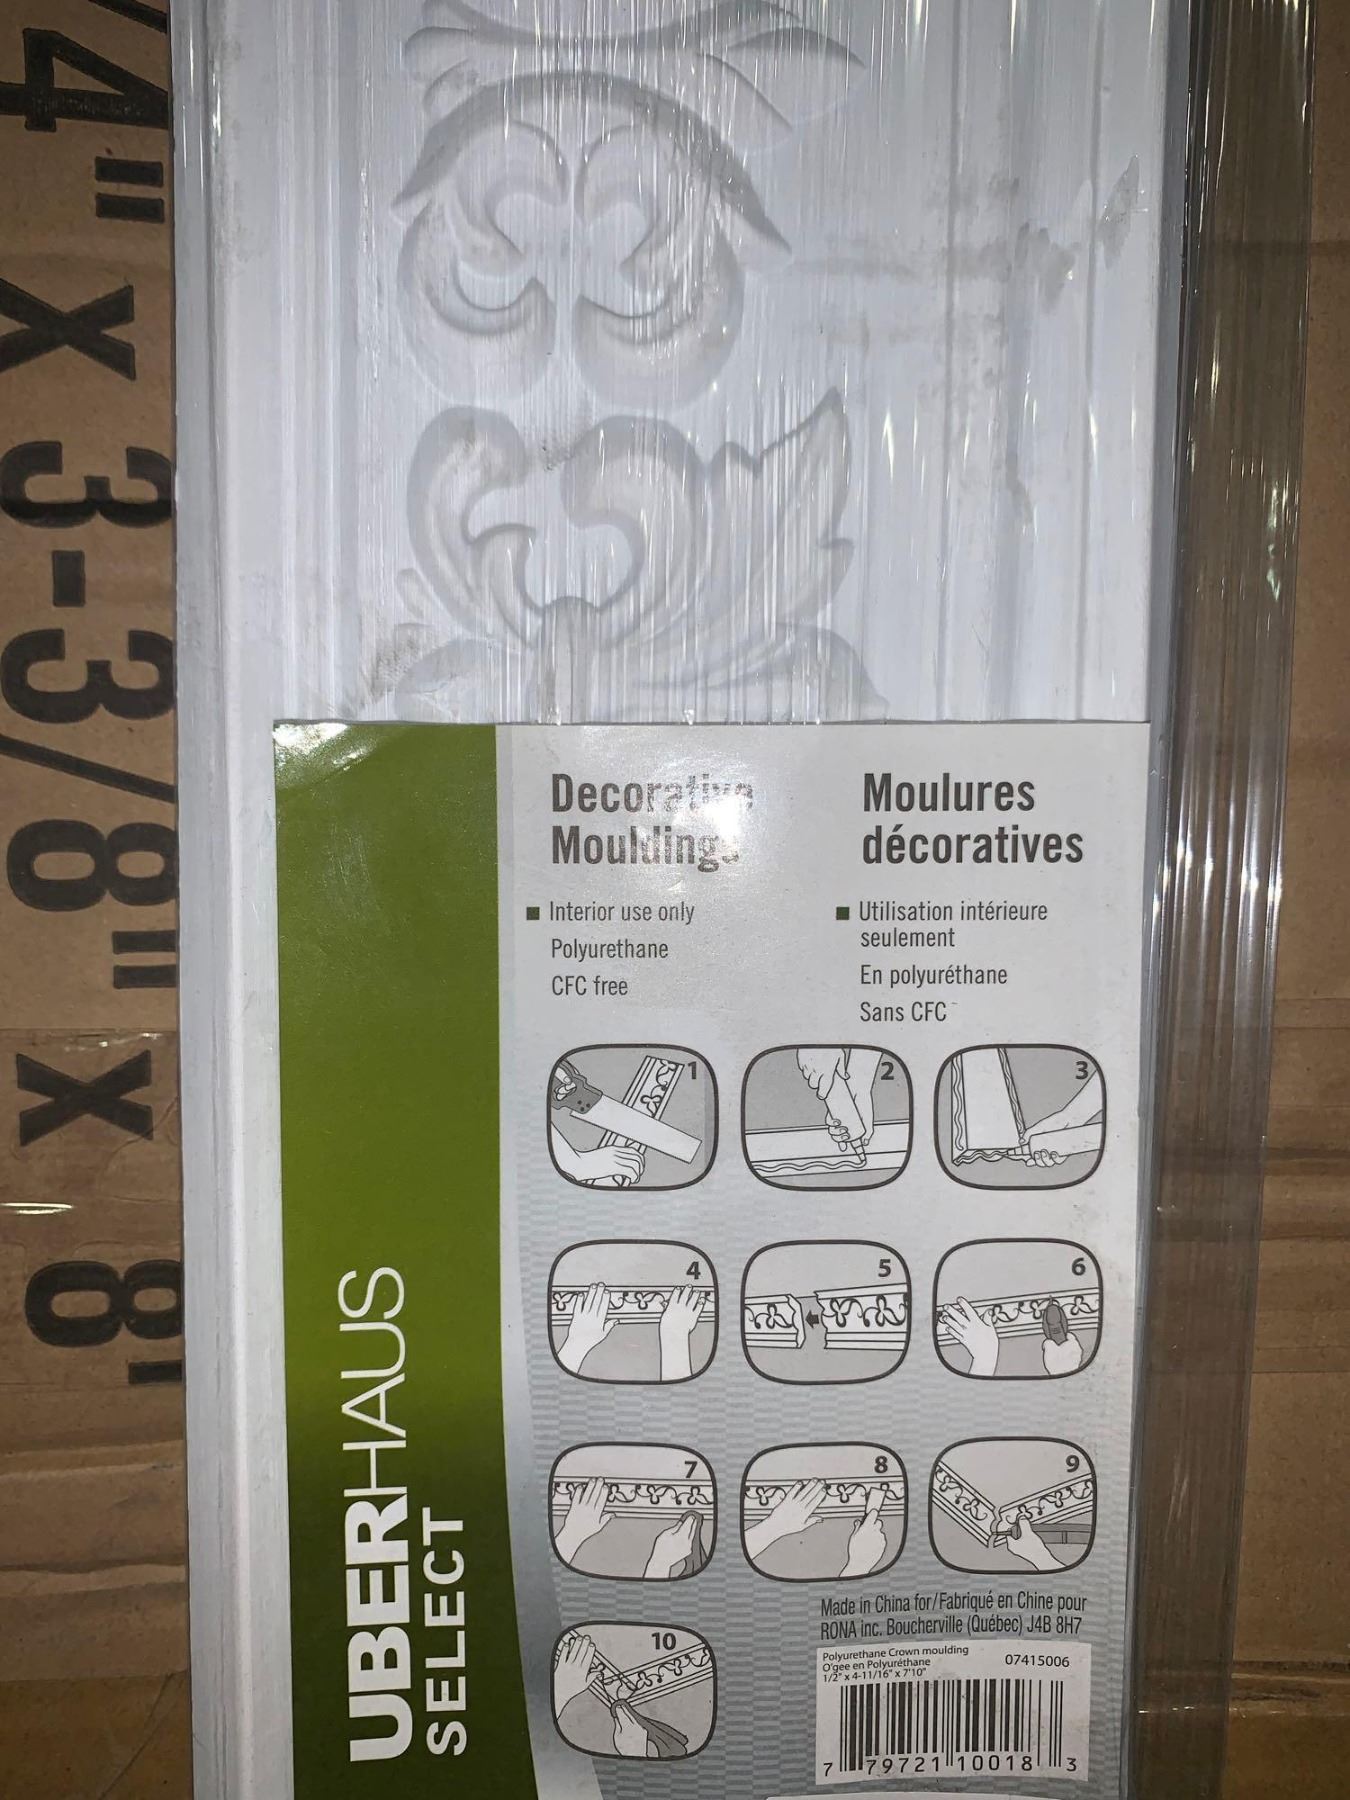 /4" x 3-3/8" x 8'
Decorative
Mouldings
Interior use only
Polyurethane
CFC free
Moulures
décoratives
Utilisation intérieure
seulement
En polyuréthane
Sans CFC
1
2
3
4
5
6
7
8
9
10
UBERHAUS
SELECT
Made in China for/Fabriqué en Chine pour
RONA inc. Boucherville (Québec) J4B 8H7
Polyurethane Crown moulding
O'gee en Polyuréthane
1/2" x 4-11/16" x 7'10"
07415006
7 79721 10018 3